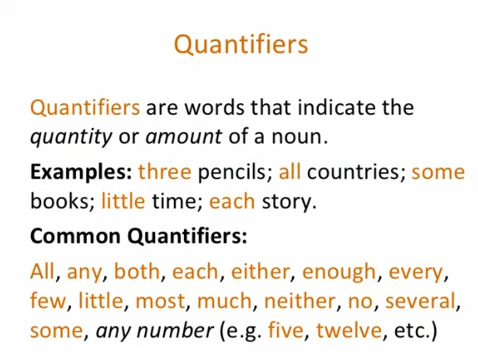 Quantifiers
Quantifiers are words that indicate the
quantity or amount of a noun.
Examples: three pencils; all countries; some
books; little time; each story.
Common Quantifiers:
All, any, both, each, either, enough, every,
few, little, most, much, neither, no, several,
some, any number (e.g. five, twelve, etc.)